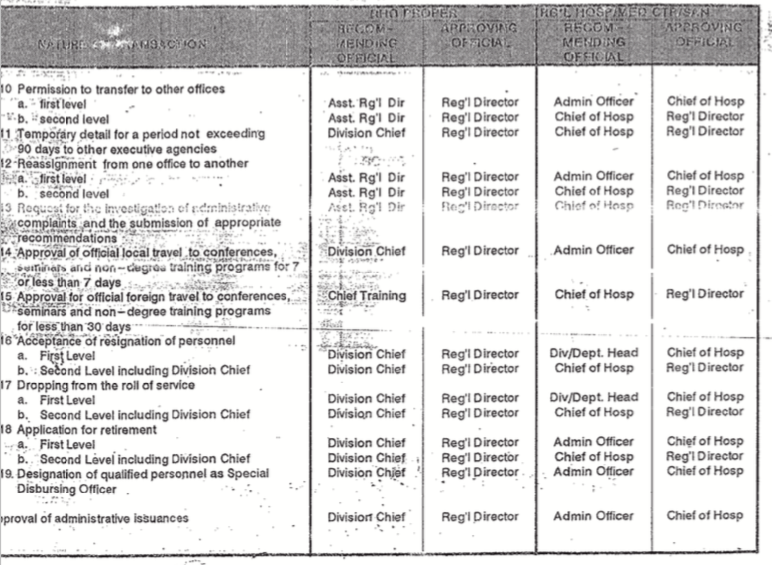 RHO PROPER REG'L HOSP/MED CTR/SAN
NATURE OF TRANSACTION RECOM- APPROVING RECOM- APPROVING
MENDING OFFICIAL MENDING OFFICIAL
OFFICIAL OFFICIAL
10 Permission to transfer to other offices
a. first level Asst. Rg'l Dir Reg'l Director Admin Officer Chief of Hosp
b. second level Asst. Rg'l Dir Reg'l Director Chief of Hosp Reg'l Director
11 Temporary detail for a period not exceeding Division Chief Reg'l Director Chief of Hosp Reg'l Director
90 days to other executive agencies
12 Reassignment from one office to another
a. first level Asst. Rg'l Dir Reg'l Director Admin Officer Chief of Hosp
b. second level Asst. Rg'l Dir Reg'l Director Chief of Hosp Reg'l Director
13 Request for the investigation of administrative Asst. Rg'l Dir Reg'l Director Chief of Hosp Reg'l Director
complaints and the submission of appropriate
recommendations
14 Approval of official local travel to conferences, Division Chief Reg'l Director Admin Officer Chief of Hosp
seminars and non-degree training programs for 7
or less than 7 days
15 Approval for official foreign travel to conferences, Chief Training Reg'l Director Chief of Hosp Reg'l Director
seminars and non-degree training programs
for less than 30 days
16 Acceptance of resignation of personnel
a. First Level Division Chief Reg'l Director Div/Dept. Head Chief of Hosp
b. Second Level including Division Chief Division Chief Reg'l Director Chief of Hosp Reg'l Director
17 Dropping from the roll of service
a. First Level Division Chief Reg'l Director Div/Dept. Head Chief of Hosp
b. Second Level including Division Chief Division Chief Reg'l Director Chief of Hosp Reg'l Director
18 Application for retirement
a. First Level Division Chief Reg'l Director Admin Officer Chief of Hosp
b. Second Level including Division Chief Division Chief Reg'l Director Chief of Hosp Reg'l Director
19. Designation of qualified personnel as Special Division Chief Reg'l Director Admin Officer Chief of Hosp
Disbursing Officer
proval of administrative issuances Division Chief Reg'l Director Admin Officer Chief of Hosp